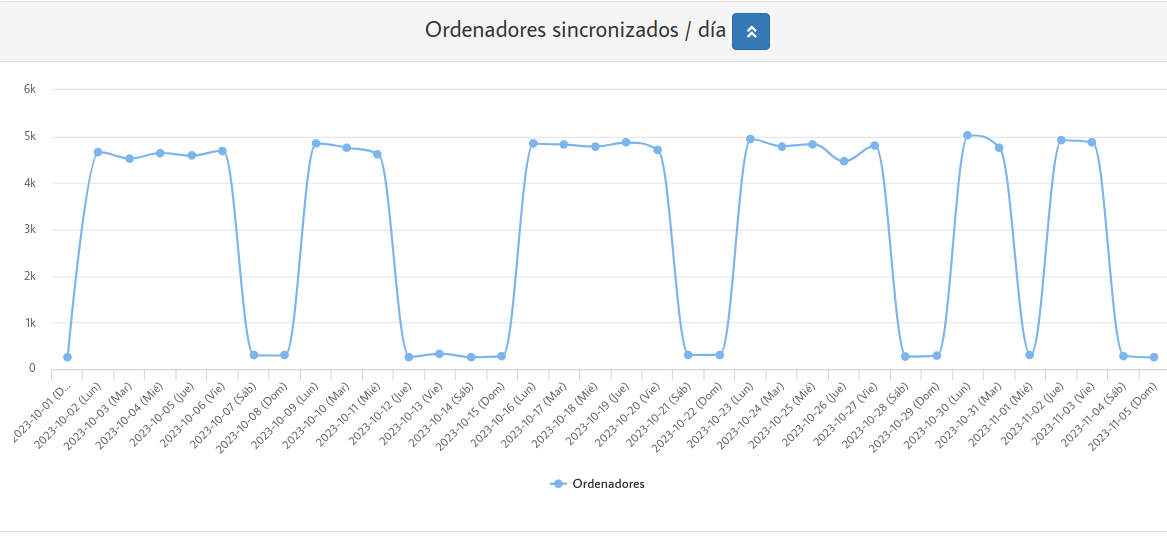 Ordenadores sincronizados / día
6k
5k
4k
3k
2k
1k
0
2023-10-01 (D...
2023-10-02 (Lun)
2023-10-03 (Mar)
2023-10-04 (Mié)
2023-10-05 (Jue)
2023-10-06 (Vie)
2023-10-07 (Sáb)
2023-10-08 (Dom)
2023-10-09 (Lun)
2023-10-10 (Mar)
2023-10-11 (Mié)
2023-10-12 (Jue)
2023-10-13 (Vie)
2023-10-14 (Sáb)
2023-10-15 (Dom)
2023-10-16 (Lun)
2023-10-17 (Mar)
2023-10-18 (Mié)
2023-10-19 (Jue)
2023-10-20 (Vie)
2023-10-21 (Sáb)
2023-10-22 (Dom)
2023-10-23 (Lun)
2023-10-24 (Mar)
2023-10-25 (Mié)
2023-10-26 (Jue)
2023-10-27 (Vie)
2023-10-28 (Sáb)
2023-10-29 (Dom)
2023-10-30 (Lun)
2023-10-31 (Mar)
2023-11-01 (Mié)
2023-11-02 (Jue)
2023-11-03 (Vie)
2023-11-04 (Sáb)
2023-11-05 (Dom)
Ordenadores